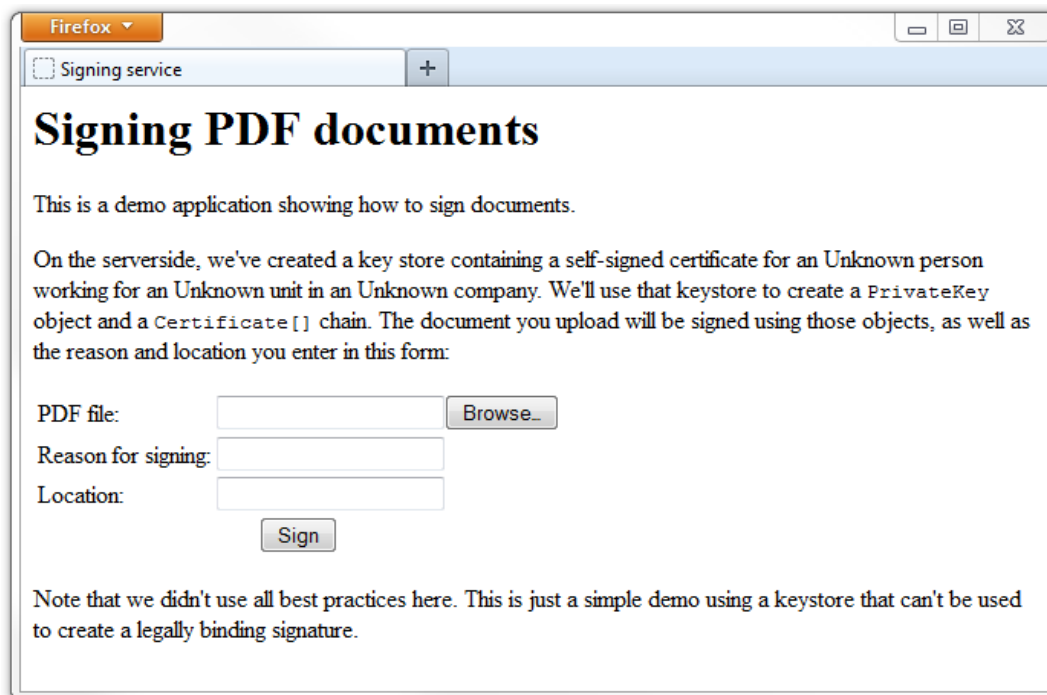 Firefox
Signing service
Signing PDF documents
This is a demo application showing how to sign documents.
On the serverside, we've created a key store containing a self-signed certificate for an Unknown person
working for an Unknown unit in an Unknown company. We'll use that keystore to create a PrivateKey
object and a Certificate[] chain. The document you upload will be signed using those objects, as well as
the reason and location you enter in this form:
PDF file: Browse…
Reason for signing:
Location:
Sign
Note that we didn't use all best practices here. This is just a simple demo using a keystore that can't be used
to create a legally binding signature.